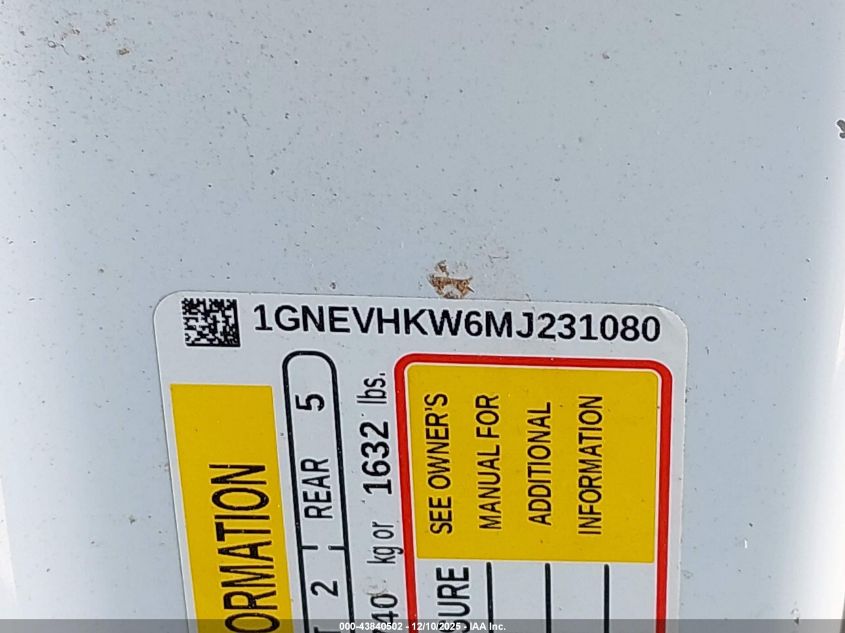 1GNEVHKW6MJ231080
ORMATION
T 2 REAR 5
40 kg or 1632 lbs.
URE
SEE OWNER'S
MANUAL FOR
ADDITIONAL
INFORMATION
000-43840502 - 12/10/2025 - IAA Inc.